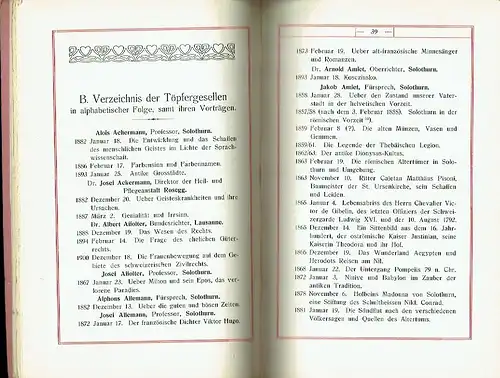 B. Verzeichnis der Töpfergesellen
in alphabetischer Folge, samt ihren Vorträgen.
Alois Achermann, Professor, Solothurn.
1882 Januar 18. Die Entwicklung und das Schaffen
des menschlichen Geistes im Lichte der Sprach-
wissenschaft.
1886 Februar 17. Farbensinn und Farbennamen.
1893 Januar 25. Antike Grosstädte.
Dr. Josef Ackermann, Direktor der Heil- und
Pflegeanstalt Rosegg.
1882 Dezember 20. Ueber Geisteskrankheiten und ihre
Ursachen.
1887 März 2. Genialität und Irrsinn.
Dr. Albert Affolter, Bundesrichter, Lausanne.
1885 Dezember 19. Das Wesen des Rechts.
1894 Februar 14. Die Frage des ehelichen Güter-
rechts.
1900 Dezember 18. Die Frauenbewegung auf dem Ge-
biete des schweizerischen Zivilrechts.
Josef Affolter, Professor, Solothurn.
1867 Januar 23. Ueber Milton und sein Epos, das ver-
lorene Paradies.
Alphons Allemann, Fürsprech, Solothurn.
1882 Dezember 13. Ueber die guten und bösen Zeiten.
Josef Allemann, Professor, Solothurn.
1872 Januar 17. Der französische Dichter Viktor Hugo.
— 39 —
1873 Februar 19. Ueber alt-französische Minnesänger
und Romanzen.
Dr. Arnold Amiet, Oberrichter, Solothurn.
1893 Januar 18. Kosczinsko.
Jakob Amiet, Fürsprech, Solothurn.
1858 Januar 28. Ueber den Zustand unserer Vater-
stadt in der helvetischen Vorzeit.
1857/58 (nach dem 3. Februar 1858). Solothurn in der
römischen Vorzeit
1859 Februar 8 (?). Die alten Münzen, Vasen und
Gemmen.
Die Legende der Thebäischen Legion.
Der antike Dionysus-Kultus.
1863 Februar 19. Die römischen Altertümer in Solo-
thurn und Umgebung.
1863 November 10. Ritter Cajetan Matthäus Pisoni,
Baumeister der St. Ursenkirche, sein Schaffen
und Leiden.
1865 Januar 4. Lebensabriss des Herrn Chevalier Vic-
tor de Gibelin, des letzten Offiziers der Schwei-
zergarde Ludwig XVI. und der 10. August 1792.
1865 Dezember 14. Ein Sittenbild aus dem 16. Jahr-
hundert, der oströmische Kaiser Justinian, seine
Kaiserin Theodora und ihr Hof.
1866 Dezember 19. Das Wunderland Aegypten und
Herodots Reisen am Nil.
1868 Januar 22. Der Untergang Pompeiis 79 n. Chr.
1872 Januar 3. Ninive und Babylon im Zauber der
antiken Tradition.
1878 November 6. Holbeins Madonna von Solothurn,
eine Stiftung des Schultheissen Nikl. Conrad.
1881 Januar 19. Die Sündflut nach den verschiedenen
Völkersagen und Quellen des Altertums.